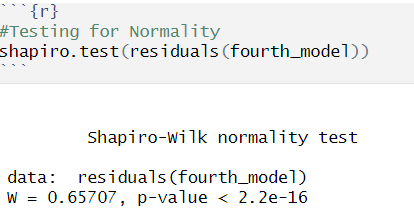 ```{r}
#Testing for Normality
shapiro.test(residuals(fourth_model))
```
Shapiro-Wilk normality test
data:  residuals(fourth_model)
W = 0.65707, p-value < 2.2e-16